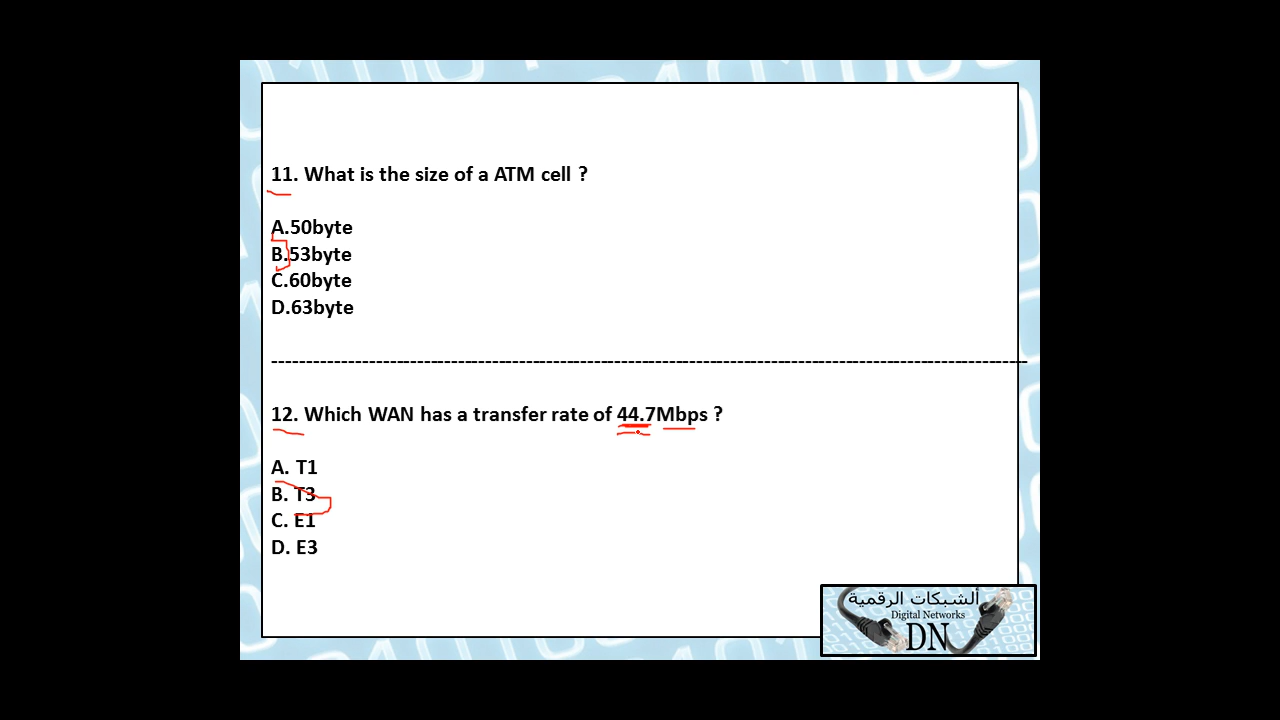 11. What is the size of a ATM cell ?
A.50byte
B.53byte
C.60byte
D.63byte
------------------------------------------------------------------------------------------------------------
12. Which WAN has a transfer rate of 44.7Mbps ?
A. T1
B. T3
C. E1
D. E3
ألشبكات الرقمية
Digital Networks
DN